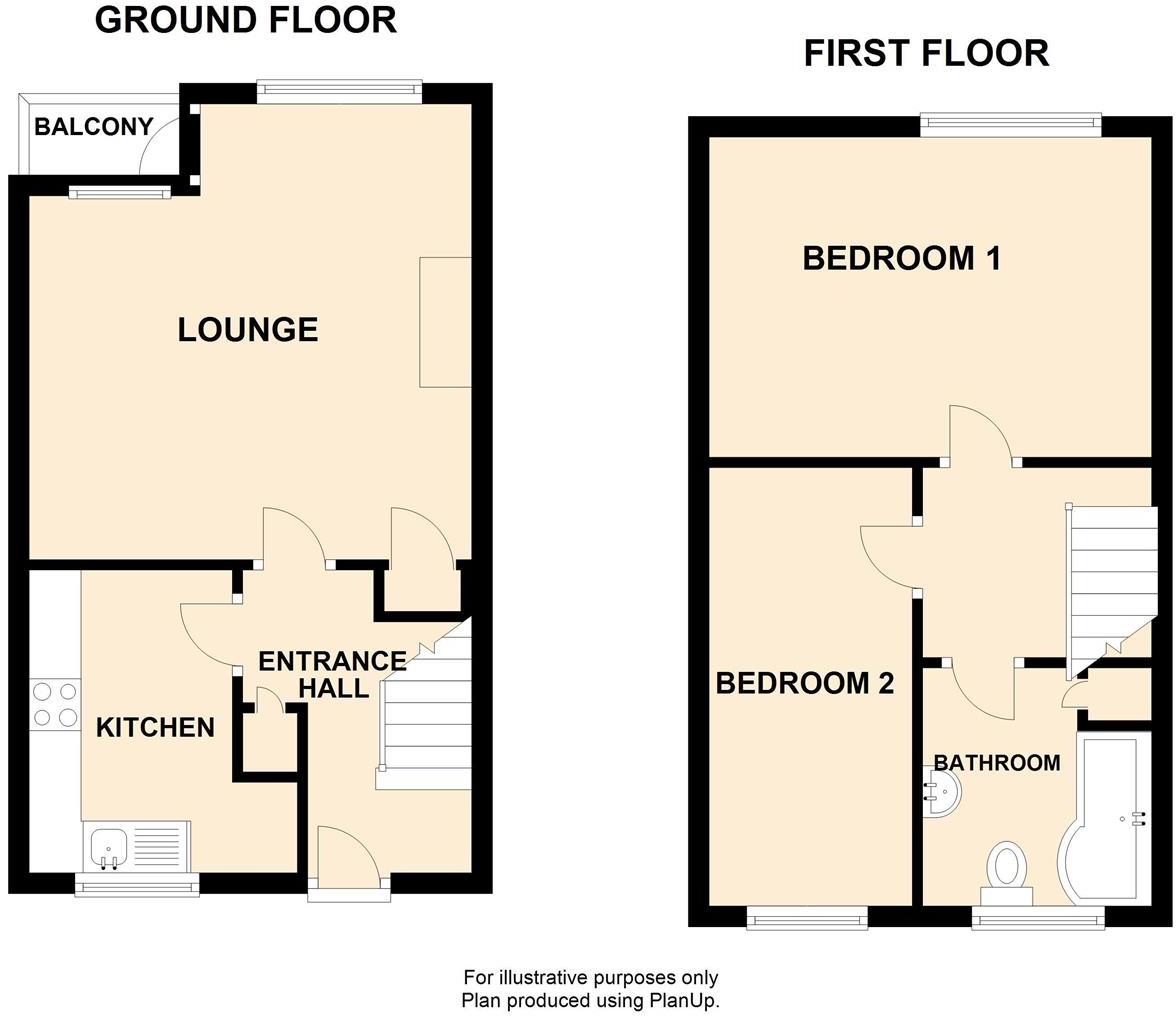 GROUND FLOOR
BALCONY
LOUNGE
ENTRANCE
HALL
KITCHEN
FIRST FLOOR
BEDROOM 1
BEDROOM 2
BATHROOM
For illustrative purposes only
Plan produced using PlanUp.